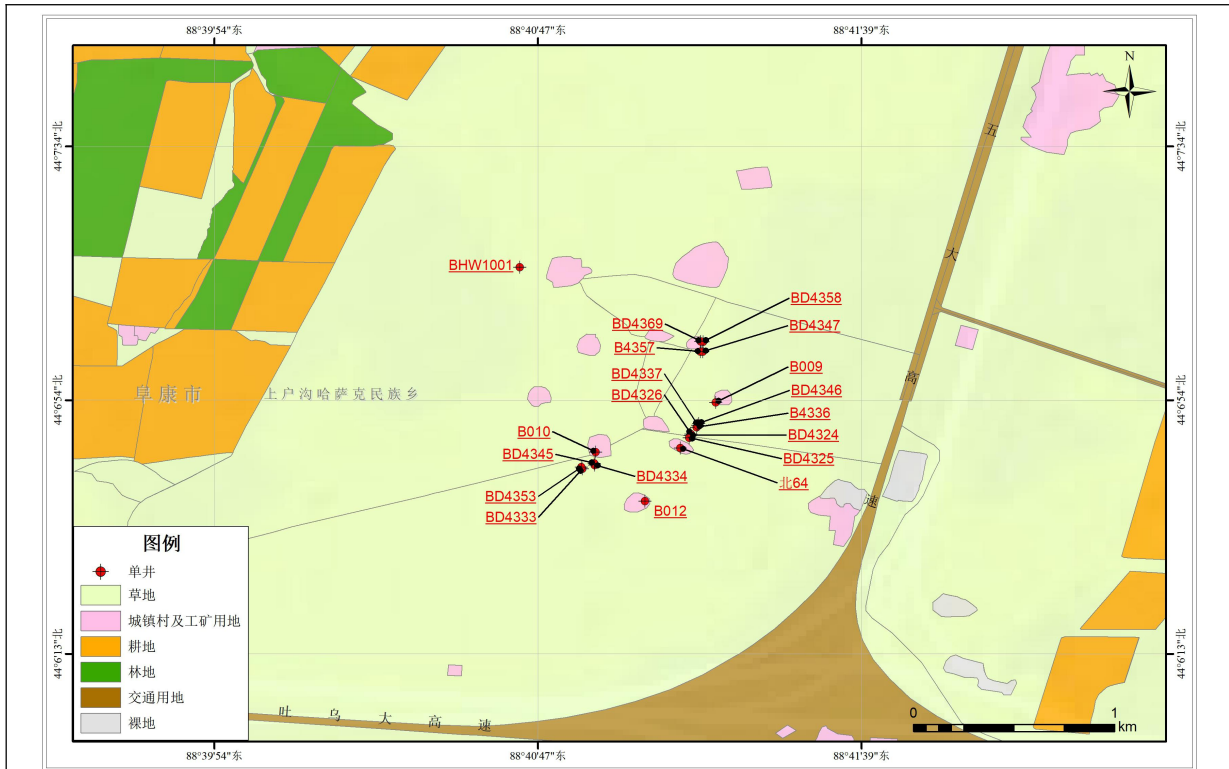 88°39'54"东
88°40'47"东
88°41'39"东
N
五
44°7'34"北
44°7'34"北
大
BHW1001
BD4358
BD4369
BD4347
B4357
高
B009
BD4337
BD4346
BD4326
44°6'54"北
阜康市
上户沟哈萨克民族乡
44°6'54"北
B4336
B010
BD4324
BD4345
BD4325
BD4334
北64
BD4353
速
BD4333
B012
图例
单井
草地
城镇村及工矿用地
耕地
林地
交通用地
裸地
44°6'13"北
44°6'13"北
吐乌大高速
0 1
km
88°39'54"东
88°40'47"东
88°41'39"东